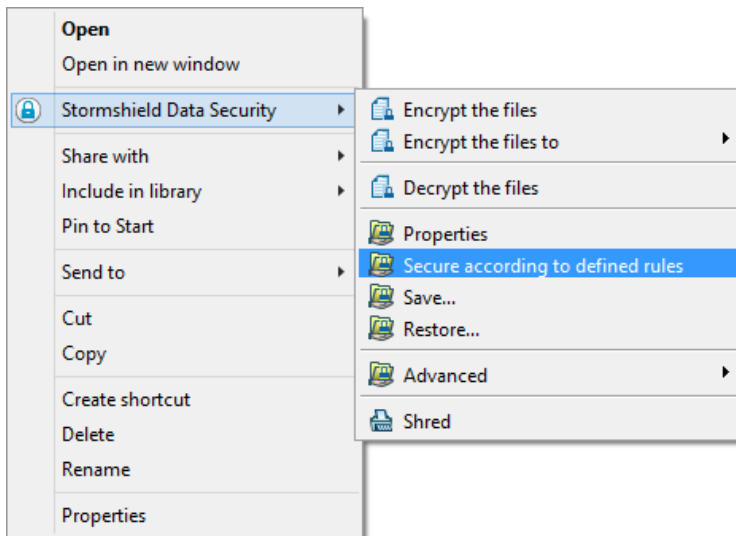 Open
Open in new window
Stormshield Data Security
Share with
Include in library
Pin to Start
Send to
Cut
Copy
Create shortcut
Delete
Rename
Properties
Encrypt the files
Encrypt the files to
Decrypt the files
Properties
Secure according to defined rules
Save...
Restore...
Advanced
Shred